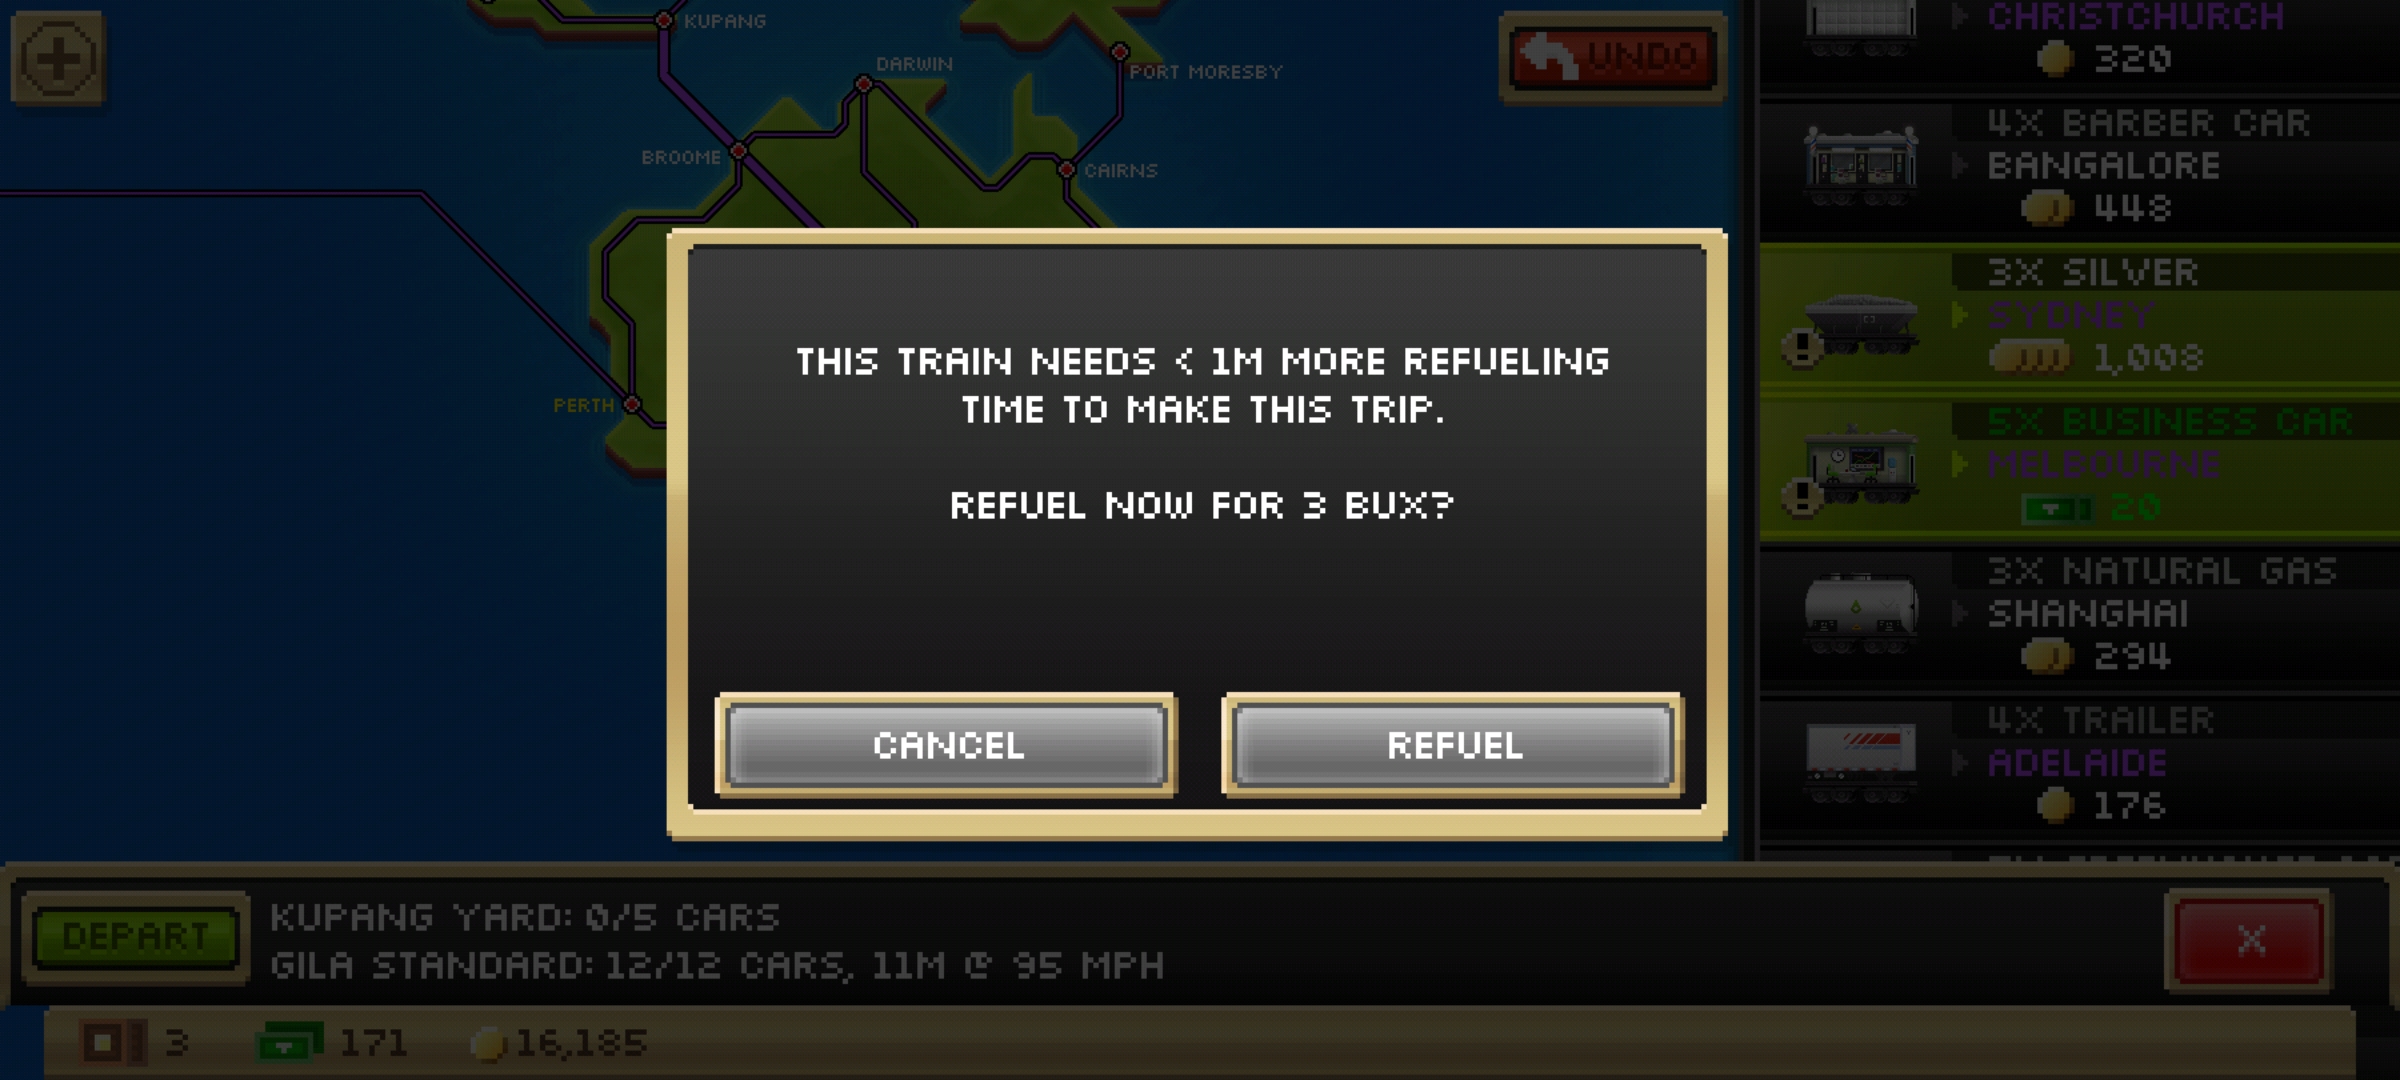 KUPANG
DARWIN
PORT MORESBY
BROOME
CAIRNS
PERTH
UNDO
CHRISTCHURCH
320
4X BARBER CAR
BANGALORE
448
3X SILVER
SYDNEY
1,008
5X BUSINESS CAR
MELBOURNE
20
3X NATURAL GAS
SHANGHAI
294
4X TRAILER
ADELAIDE
176
THIS TRAIN NEEDS < 1M MORE REFUELING
TIME TO MAKE THIS TRIP.
REFUEL NOW FOR 3 BUX?
CANCEL
REFUEL
DEPART
KUPANG YARD: 0/5 CARS
GILA STANDARD: 12/12 CARS, 11M @ 95 MPH
X
3
171
16,185